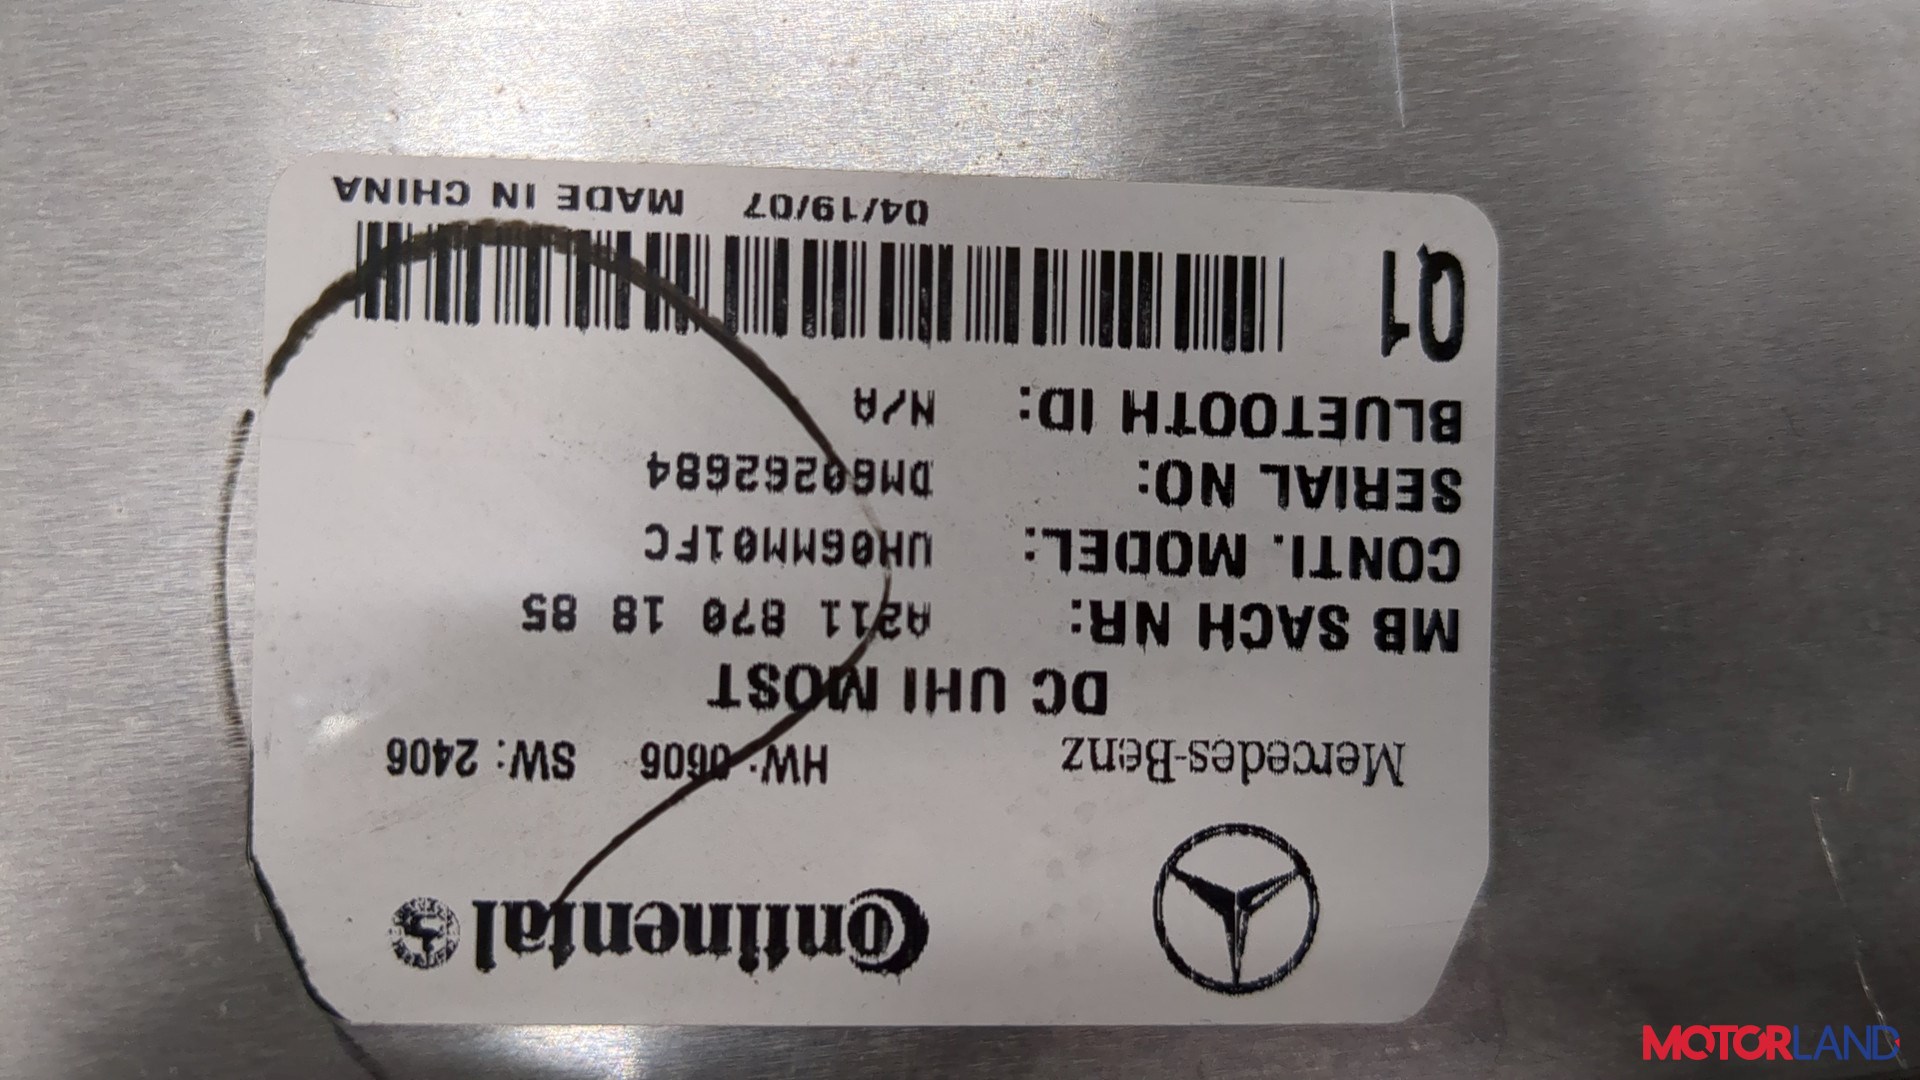 Continental
Mercedes-Benz HW: 0606 SW: 2406
DC UHI MOST
MB SACH NR: A211 870 18 85
CONTI. MODEL: UH06MM01FC
SERIAL NO: DM60262684
BLUETOOTH ID: N/A
Q1
04/19/07 MADE IN CHINA
MOTORLAND